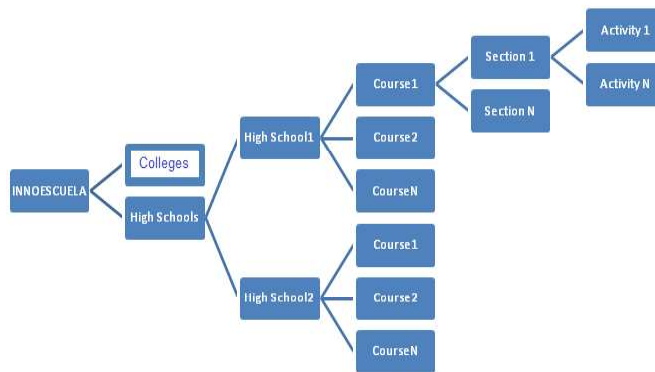 INNOESCUELA
Colleges
High Schools
High School1
Course1
Section 1
Activity 1
Activity N
Section N
Course2
CourseN
High School2
Course1
Course2
CourseN